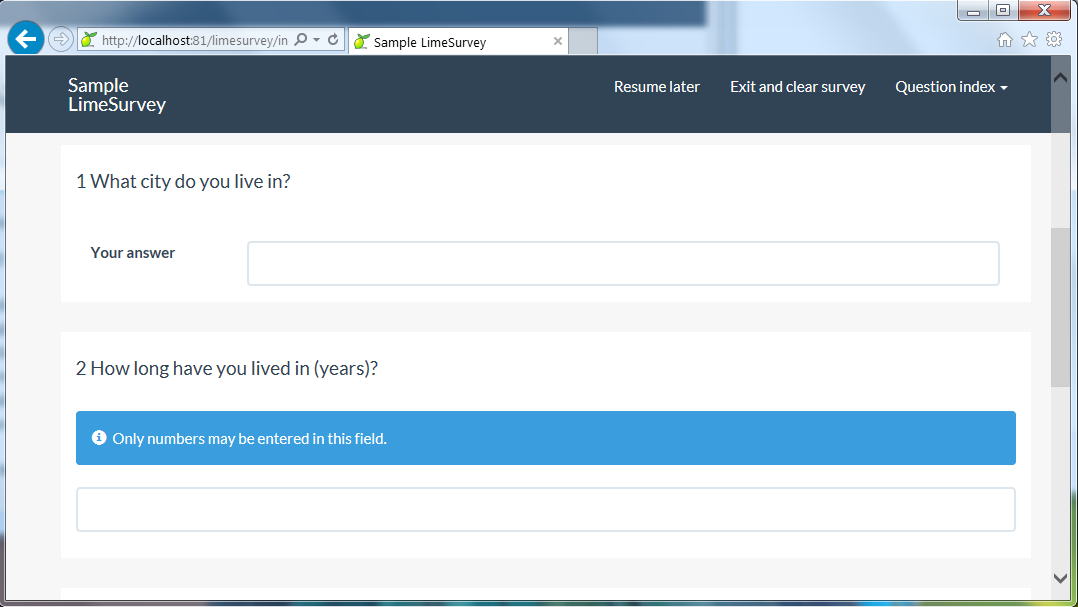 http://localhost:81/limesurvey/in
Sample LimeSurvey
Sample
LimeSurvey
Resume later
Exit and clear survey
Question index
1 What city do you live in?
Your answer
2 How long have you lived in (years)?
Only numbers may be entered in this field.